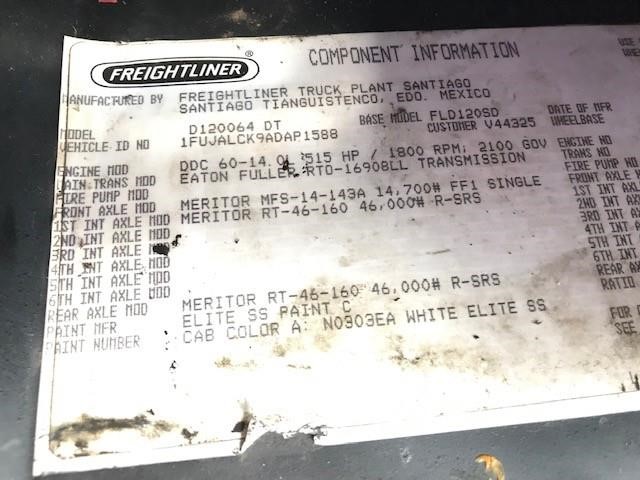 FREIGHTLINER
COMPONENT INFORMATION
MANUFACTURED BY FREIGHTLINER TRUCK PLANT SANTIAGO
SANTIAGO TIANGUISTENCO, EDO. MEXICO
MODEL D120064 DT BASE MODEL FLD120SD DATE OF MFR
VEHICLE ID NO 1FUJALCK9ADAP1588 CUSTOMER V44325 WHEELBASE
ENGINE MOD DDC 60-14.0L 515 HP / 1800 RPM; 2100 GOV ENGINE NO
MAIN TRANS MOD EATON FULLER RTO-16908LL TRANSMISSION TRANS NO
FIRE PUMP MOD FIRE PUMP NO
FRONT AXLE MOD MERITOR MFS-14-143A 14,700# FF1 SINGLE FRONT AXLE
1ST INT AXLE MOD MERITOR RT-46-160 46,000# R-SRS 1ST INT AXLE
2ND INT AXLE MOD 2ND INT AX
3RD INT AXLE MOD 3RD INT
4TH INT AXLE MOD 4TH INT
5TH INT AXLE MOD 5TH INT
6TH INT AXLE MOD 6TH INT
REAR AXLE MOD MERITOR RT-46-160 46,000# R-SRS REAR AX
PAINT MFR ELITE SS PAINT C RATIO
PAINT NUMBER CAB COLOR A: N0903EA WHITE ELITE SS
FOR
SEE